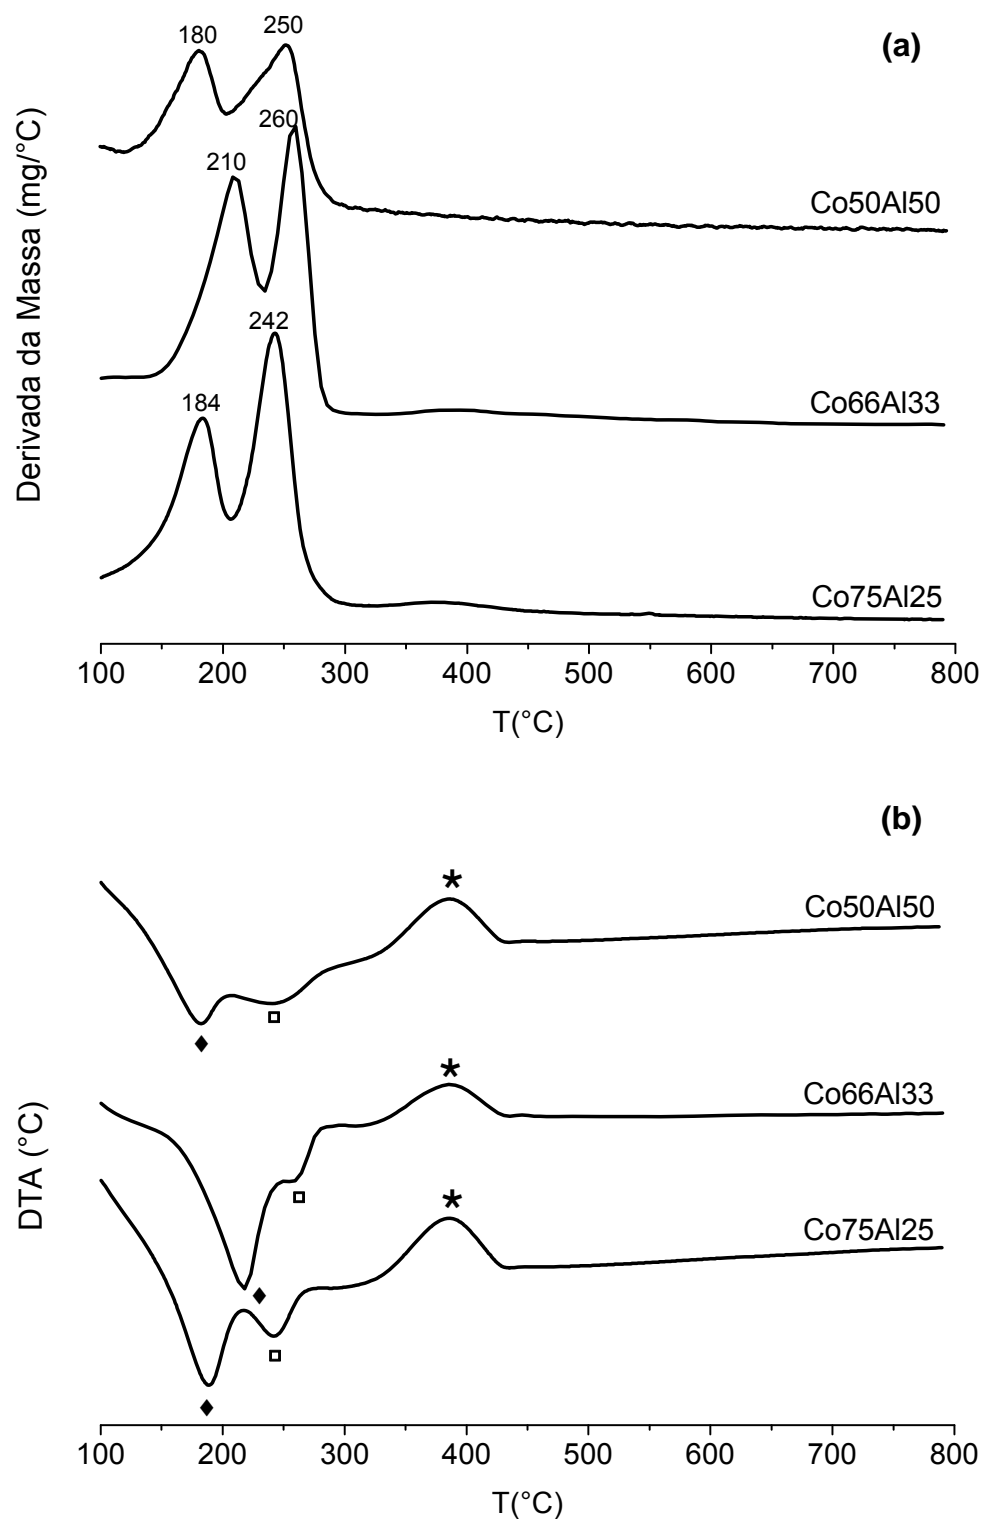 (a)
180
250
260
210
Co50Al50
242
Co66Al33
184
Co75Al25
Derivada da Massa (mg/°C)
100 200 300 400 500 600 700 800
T(°C)
(b)
*
Co50Al50
*
Co66Al33
*
Co75Al25
DTA (°C)
100 200 300 400 500 600 700 800
T(°C)